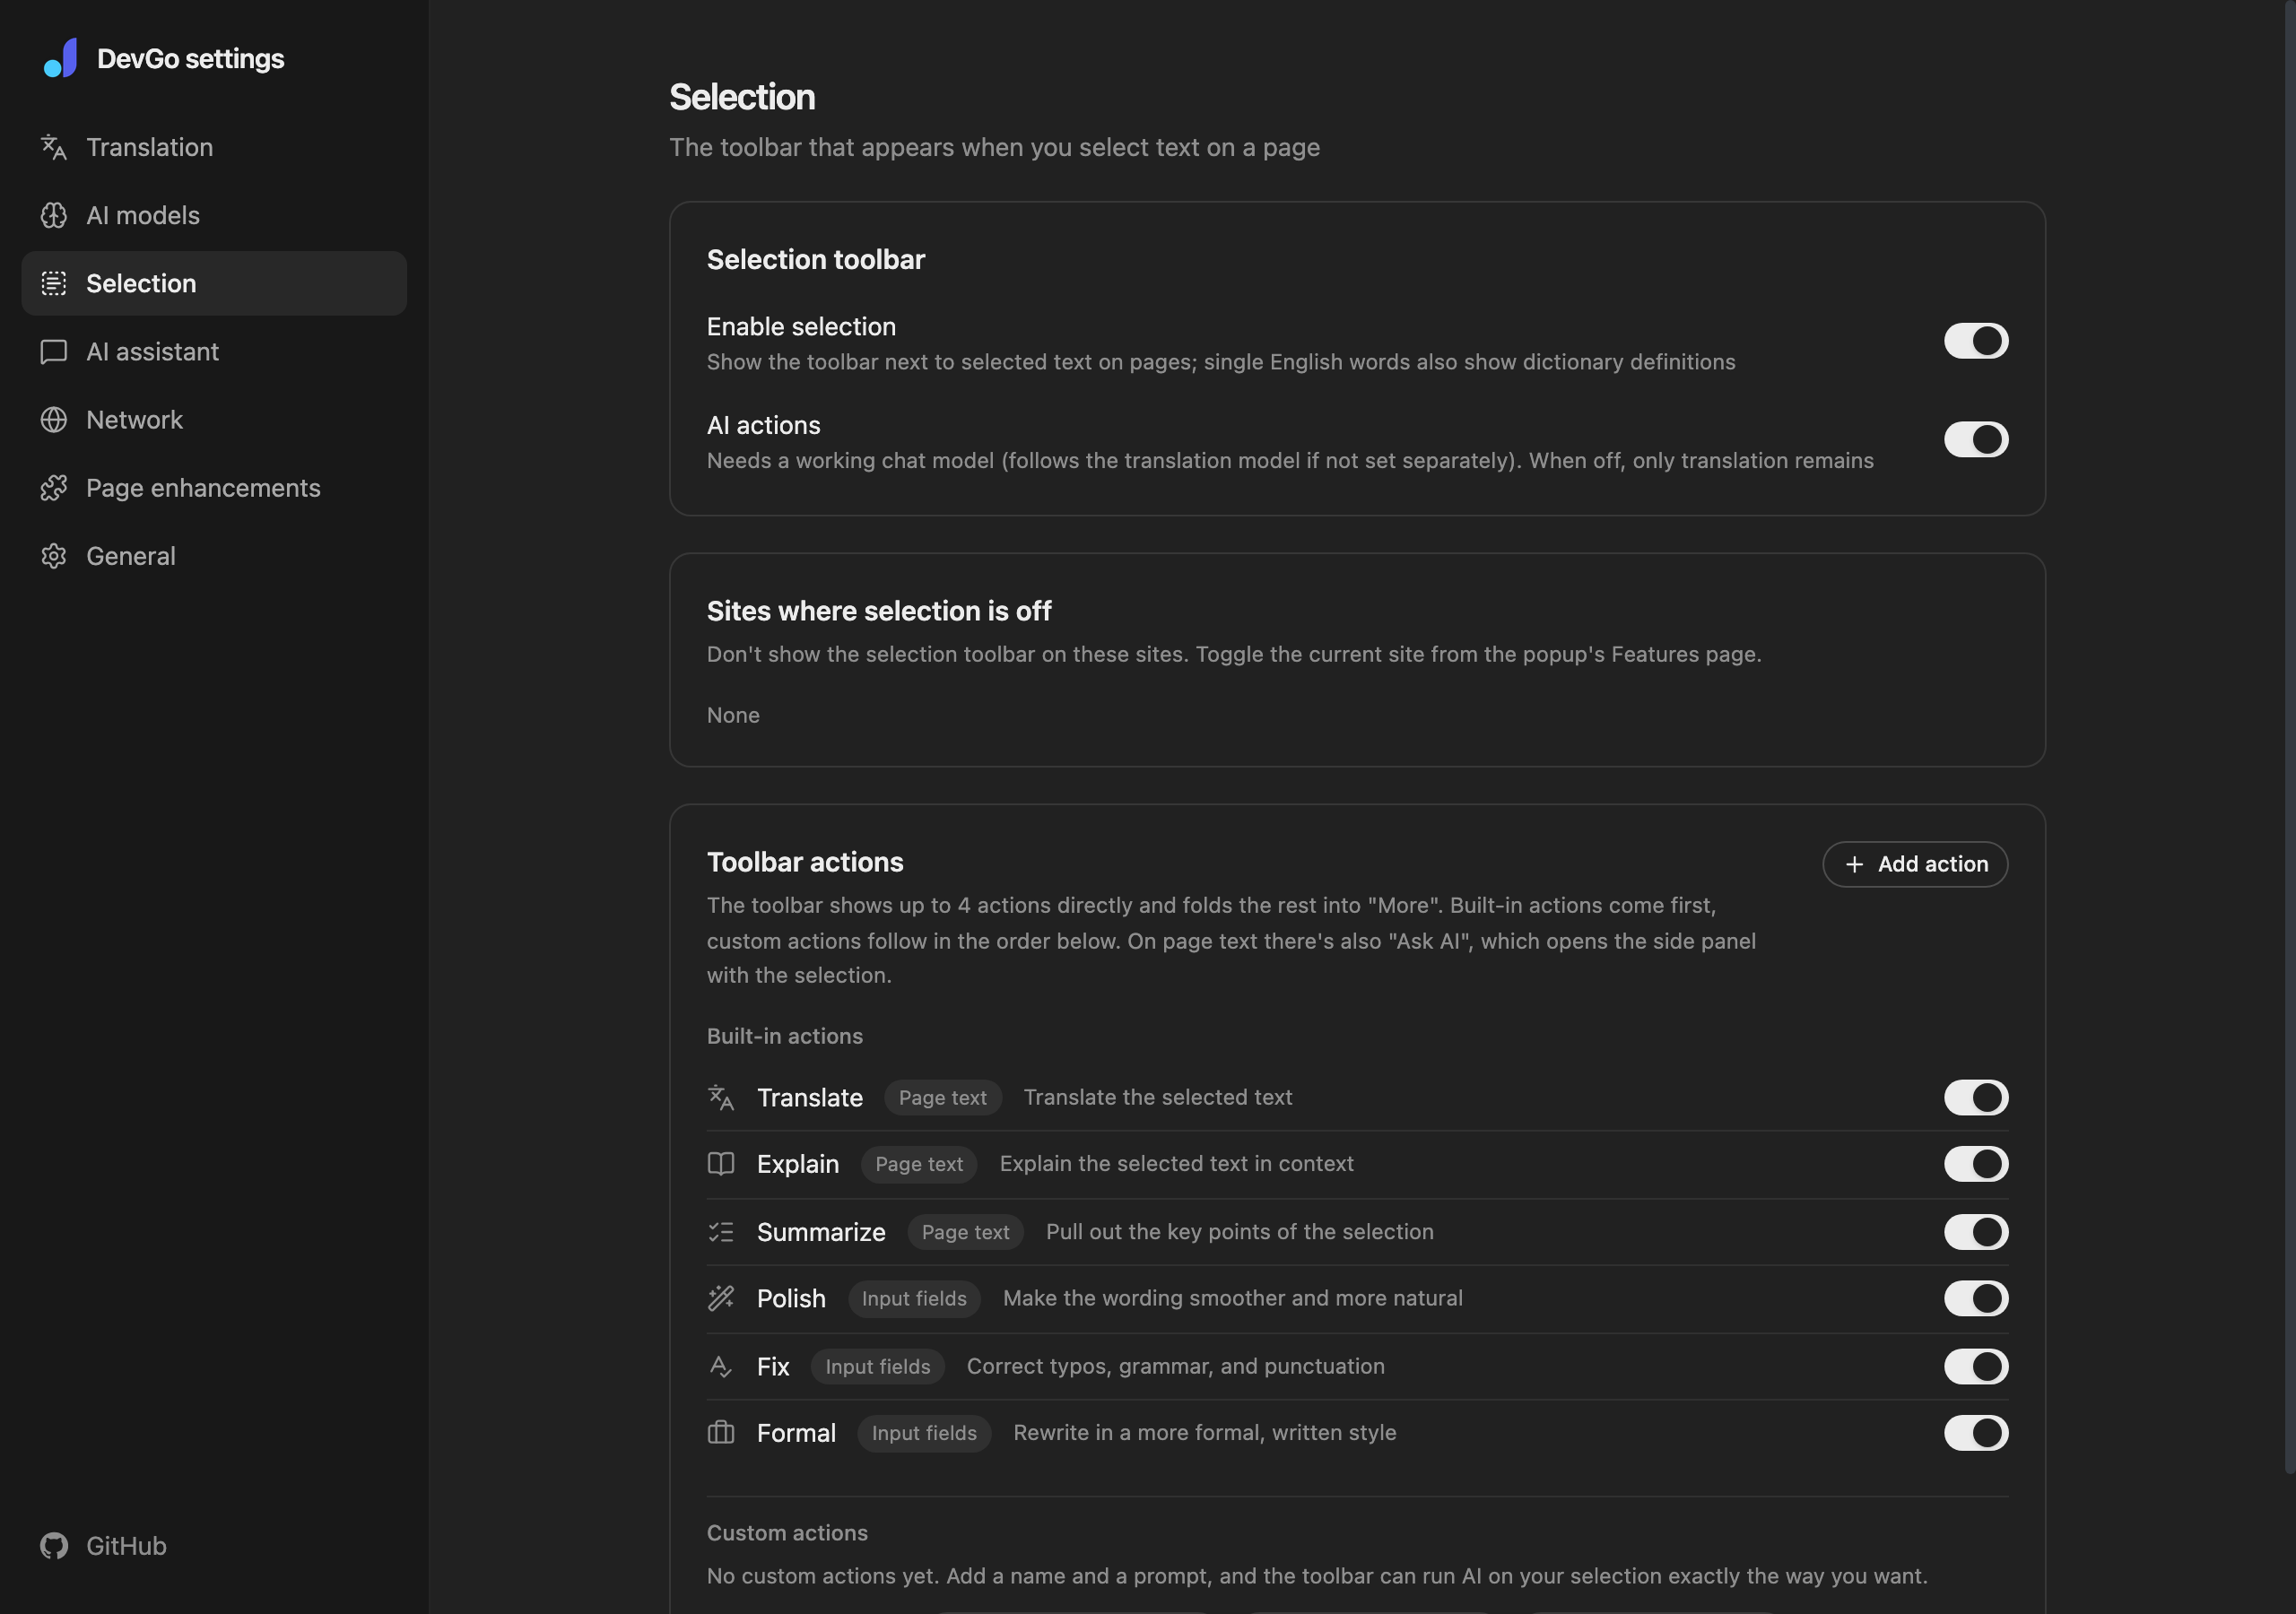 DevGo settings
Translation
AI models
Selection
AI assistant
Network
Page enhancements
General
GitHub
Selection
The toolbar that appears when you select text on a page
Selection toolbar
Enable selection
Show the toolbar next to selected text on pages; single English words also show dictionary definitions
AI actions
Needs a working chat model (follows the translation model if not set separately). When off, only translation remains
Sites where selection is off
Don't show the selection toolbar on these sites. Toggle the current site from the popup's Features page.
None
Toolbar actions
Add action
The toolbar shows up to 4 actions directly and folds the rest into "More". Built-in actions come first,
custom actions follow in the order below. On page text there's also "Ask AI", which opens the side panel
with the selection.
Built-in actions
Translate Page text Translate the selected text
Explain Page text Explain the selected text in context
Summarize Page text Pull out the key points of the selection
Polish Input fields Make the wording smoother and more natural
Fix Input fields Correct typos, grammar, and punctuation
Formal Input fields Rewrite in a more formal, written style
Custom actions
No custom actions yet. Add a name and a prompt, and the toolbar can run AI on your selection exactly the way you want.